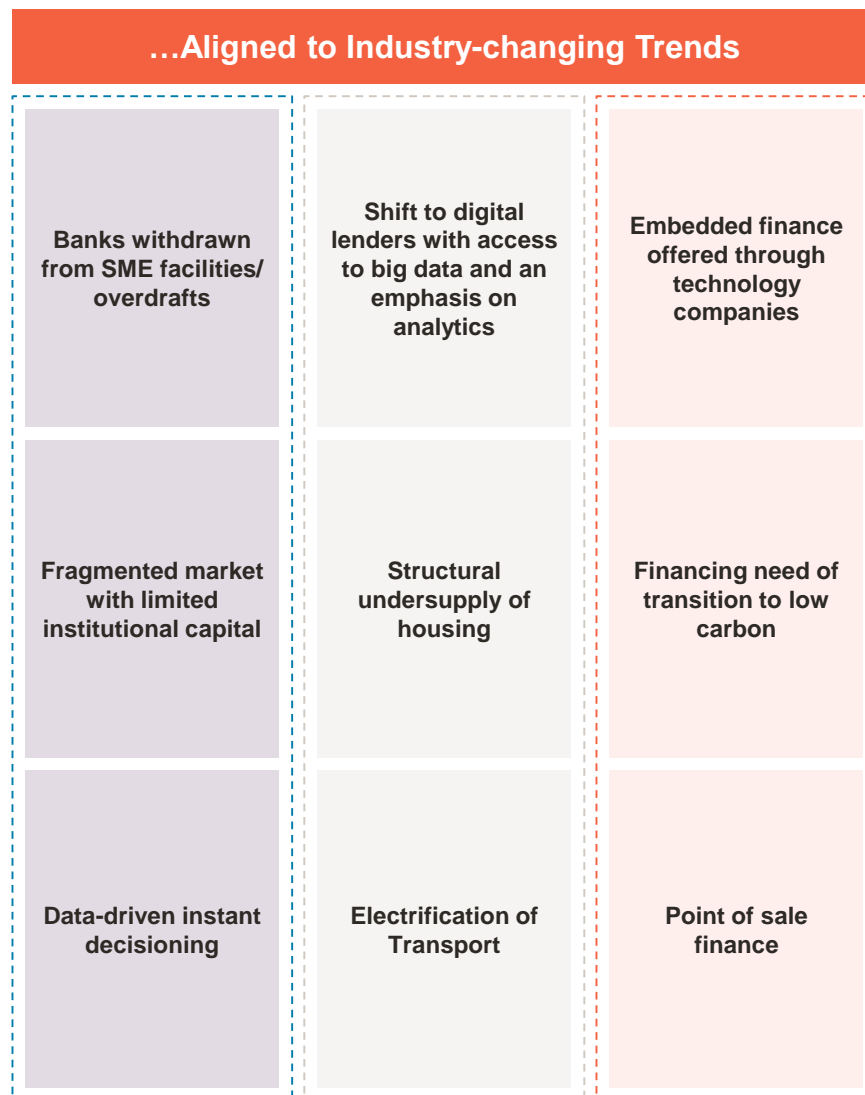 …Aligned to Industry-changing Trends
Banks withdrawn
from SME facilities/
overdrafts
Shift to digital
lenders with access
to big data and an
emphasis on
analytics
Embedded finance
offered through
technology
companies
Fragmented market
with limited
institutional capital
Structural
undersupply of
housing
Financing need of
transition to low
carbon
Data-driven instant
decisioning
Electrification of
Transport
Point of sale
finance